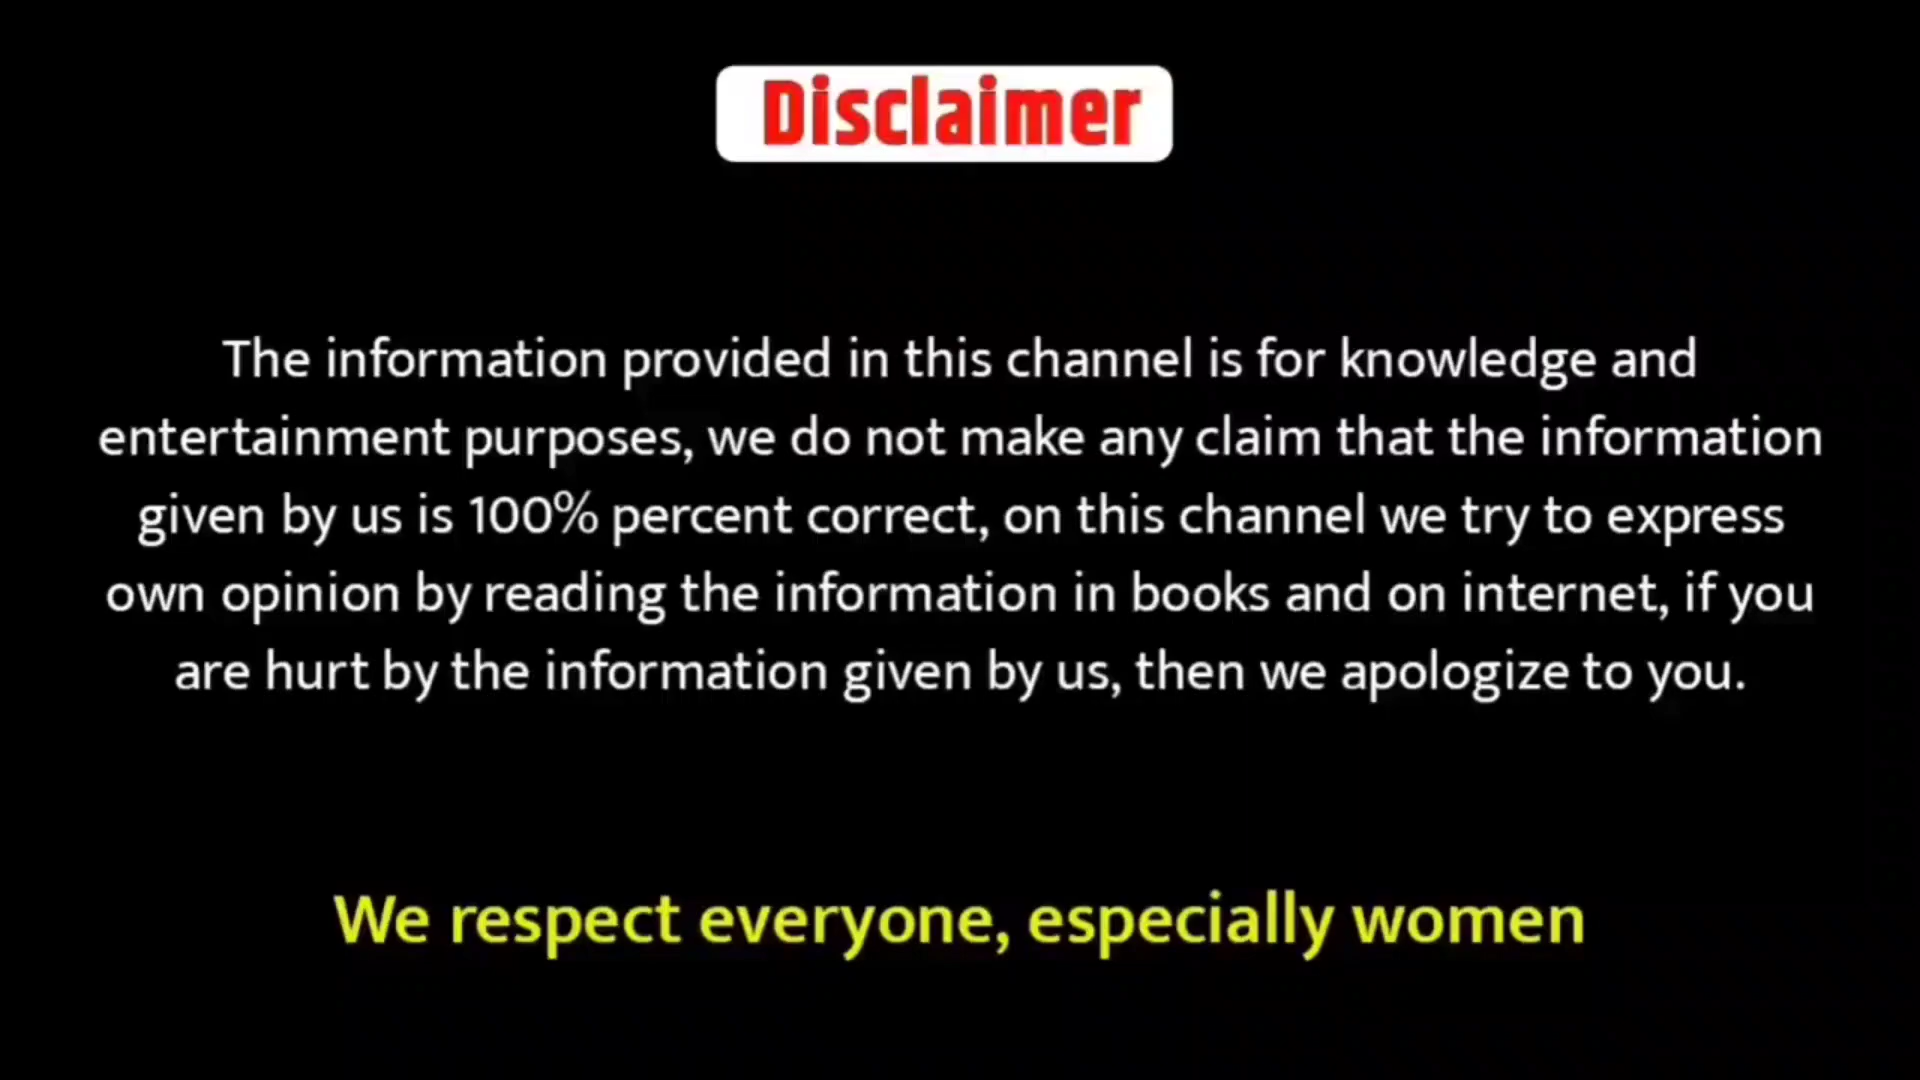 Disclaimer
The information provided in this channel is for knowledge and
entertainment purposes, we do not make any claim that the information
given by us is 100% percent correct, on this channel we try to express
own opinion by reading the information in books and on internet, if you
are hurt by the information given by us, then we apologize to you.
We respect everyone, especially women